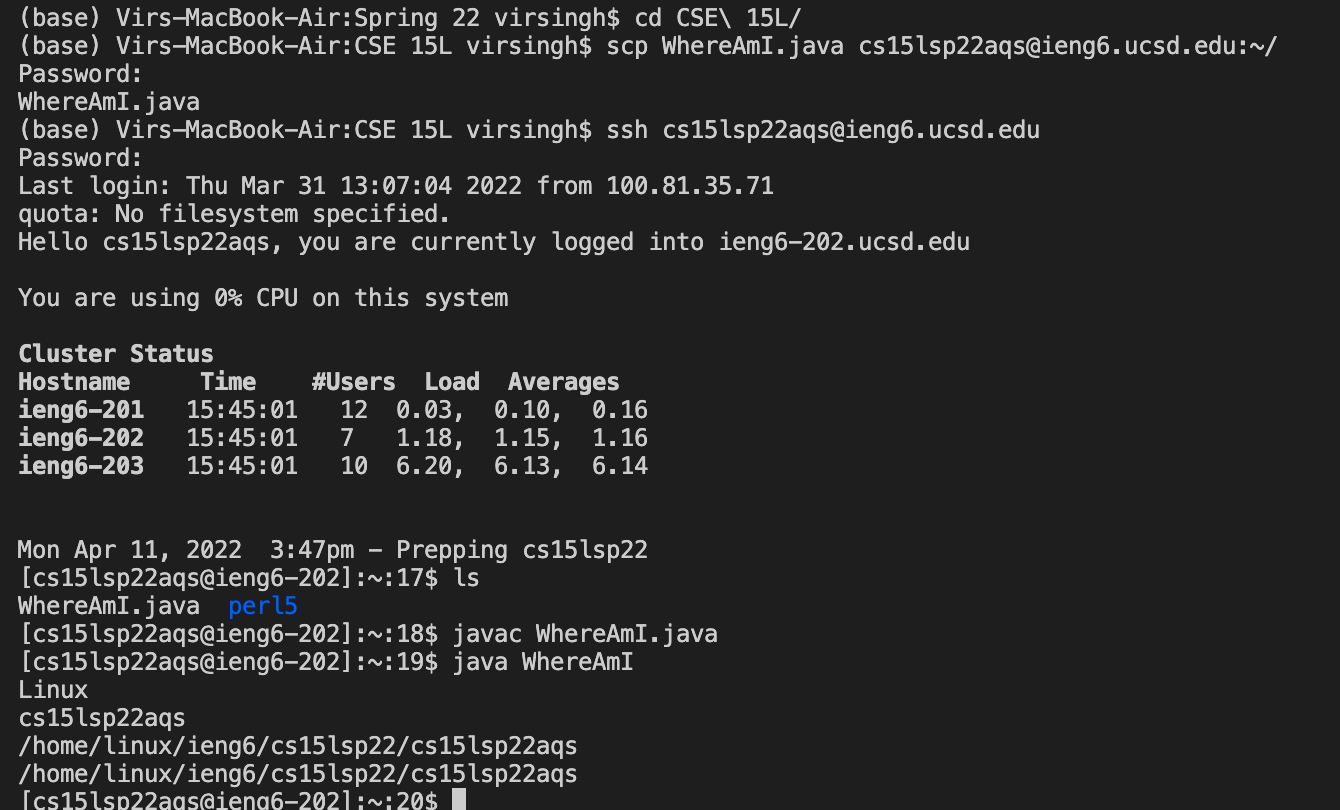 (base) Virs-MacBook-Air:Spring 22 virsingh$ cd CSE\ 15L/
(base) Virs-MacBook-Air:CSE 15L virsingh$ scp WhereAmI.java cs15lsp22aqs@ieng6.ucsd.edu:~/
Password:
WhereAmI.java
(base) Virs-MacBook-Air:CSE 15L virsingh$ ssh cs15lsp22aqs@ieng6.ucsd.edu
Password:
Last login: Thu Mar 31 13:07:04 2022 from 100.81.35.71
quota: No filesystem specified.
Hello cs15lsp22aqs, you are currently logged into ieng6-202.ucsd.edu
You are using 0% CPU on this system
Cluster Status
Hostname     Time    #Users  Load  Averages
ieng6-201   15:45:01   12  0.03,  0.10,  0.16
ieng6-202   15:45:01   7   1.18,  1.15,  1.16
ieng6-203   15:45:01   10  6.20,  6.13,  6.14
Mon Apr 11, 2022  3:47pm - Prepping cs15lsp22
[cs15lsp22aqs@ieng6-202]:~:17$ ls
WhereAmI.java  perl5
[cs15lsp22aqs@ieng6-202]:~:18$ javac WhereAmI.java
[cs15lsp22aqs@ieng6-202]:~:19$ java WhereAmI
Linux
cs15lsp22aqs
/home/linux/ieng6/cs15lsp22/cs15lsp22aqs
/home/linux/ieng6/cs15lsp22/cs15lsp22aqs
[cs15lsp22aqs@ieng6-202]:~:20$